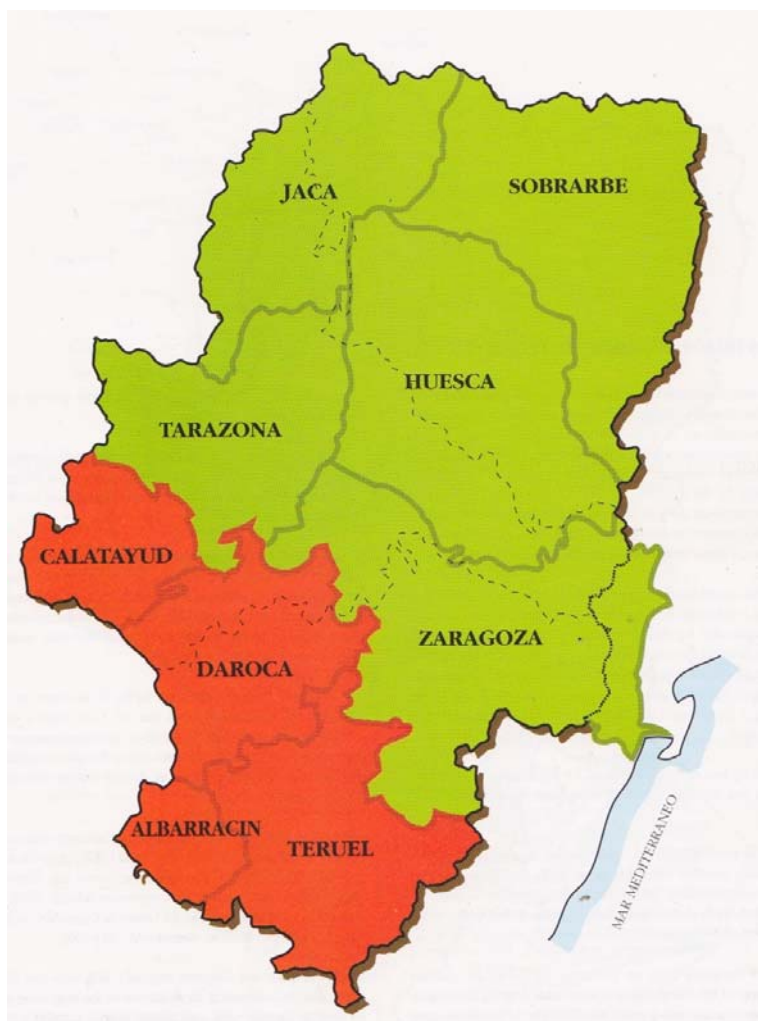 JACA
SOBRARBE
HUESCA
TARAZONA
CALATAYUD
ZARAGOZA
DAROCA
ALBARRACIN
TERUEL
MAR MEDITERRANEO